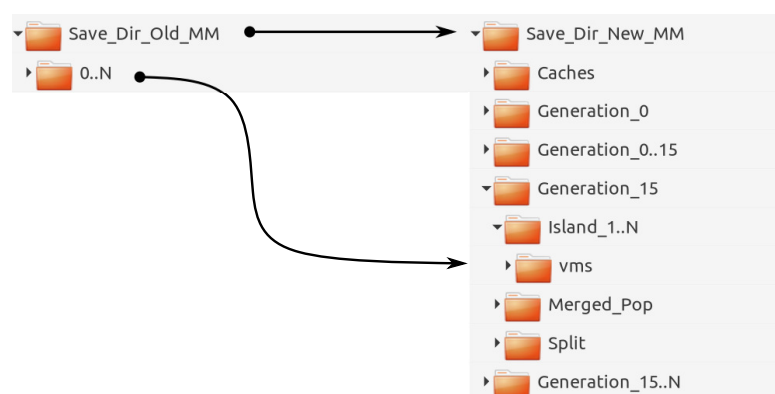 Save_Dir_Old_MM
0..N
Save_Dir_New_MM
Caches
Generation_0
Generation_0..15
Generation_15
Island_1..N
vms
Merged_Pop
Split
Generation_15..N